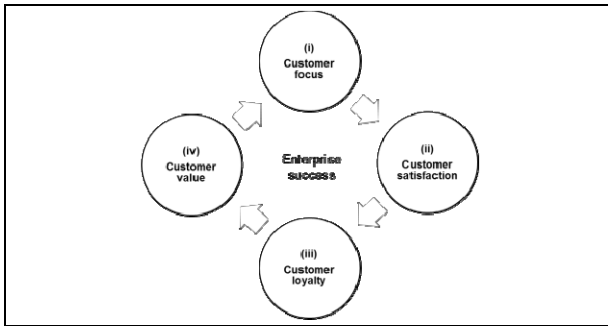 (i)
Customer
focus
(ii)
Customer
satisfaction
(iii)
Customer
loyalty
(iv)
Customer
value
Enterprise
success